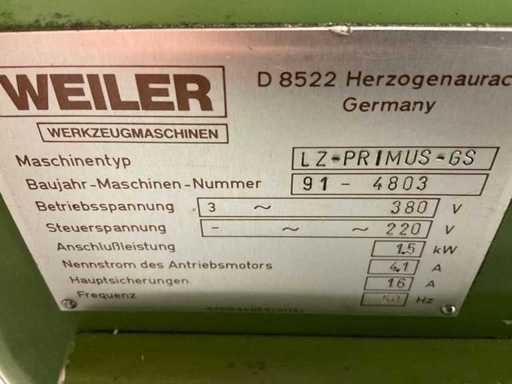 WEILER
WERKZEUGMASCHINEN
D 8522 Herzogenaurac
Germany
Maschinentyp LZ-PRIMUS-GS
Baujahr-Maschinen-Nummer 91 - 4803
Betriebsspannung 3 ~ 380 V
Steuerspannung - ~ ~ 220 V
Anschlußleistung 1.5 kW
Nennstrom des Antriebsmotors 4.1 A
Hauptsicherungen 16 A
Frequenz Hz